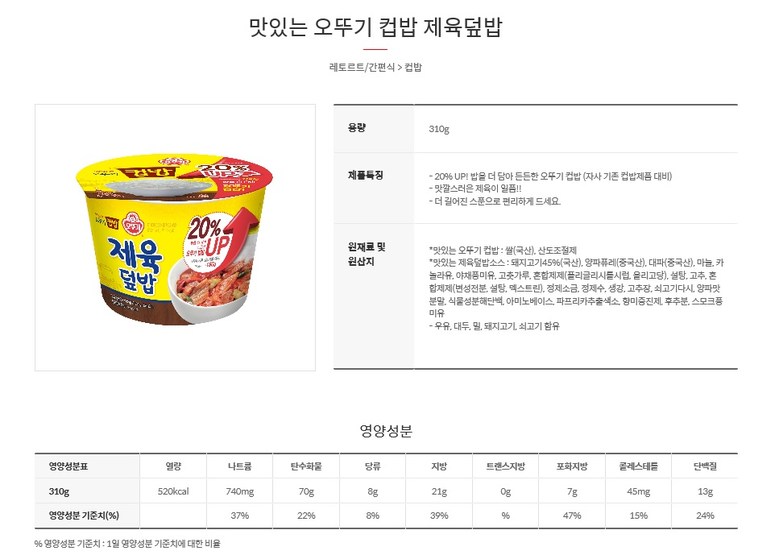 맛있는 오뚜기 컵밥 제육덮밥
레토르트/간편식 > 컵밥
컵밥
20%
오뚜기
제육
덮밥
20%
UP
용량
310g
제품특징
- 20% UP! 밥을 더 담아 든든한 오뚜기 컵밥 (자사 기존 컵밥제품 대비)
- 맛깔스러운 제육이 일품!!
- 더 길어진 스푼으로 편리하게 드세요.
원재료 및
원산지
*맛있는 오뚜기 컵밥 : 쌀(국산), 산도조절제
*맛있는 제육덮밥소스 : 돼지고기45%(국산), 양파퓨레(중국산), 대파(중국산), 마늘, 카
놀라유, 야채풍미유, 고춧가루, 혼합제제(폴리글리시톨시럽, 올리고당), 설탕, 고추, 혼
합제제(변성전분, 설탕, 덱스트린), 정제소금, 정제수, 생강, 고추장, 쇠고기다시, 양파맛
분말, 식물성분해단백, 아미노베이스, 파프리카추출색소, 향미증진제, 후추분, 스모크풍
미유
- 우유, 대두, 밀, 돼지고기, 쇠고기 함유
영양성분
영양성분표 열량 나트륨 탄수화물 당류 지방 트랜스지방 포화지방 콜레스테롤 단백질
310g 520kcal 740mg 70g 8g 21g 0g 7g 45mg 13g
영양성분 기준치(%) 37% 22% 8% 39% % 47% 15% 24%
% 영양성분 기준치 : 1일 영양성분 기준치에 대한 비율